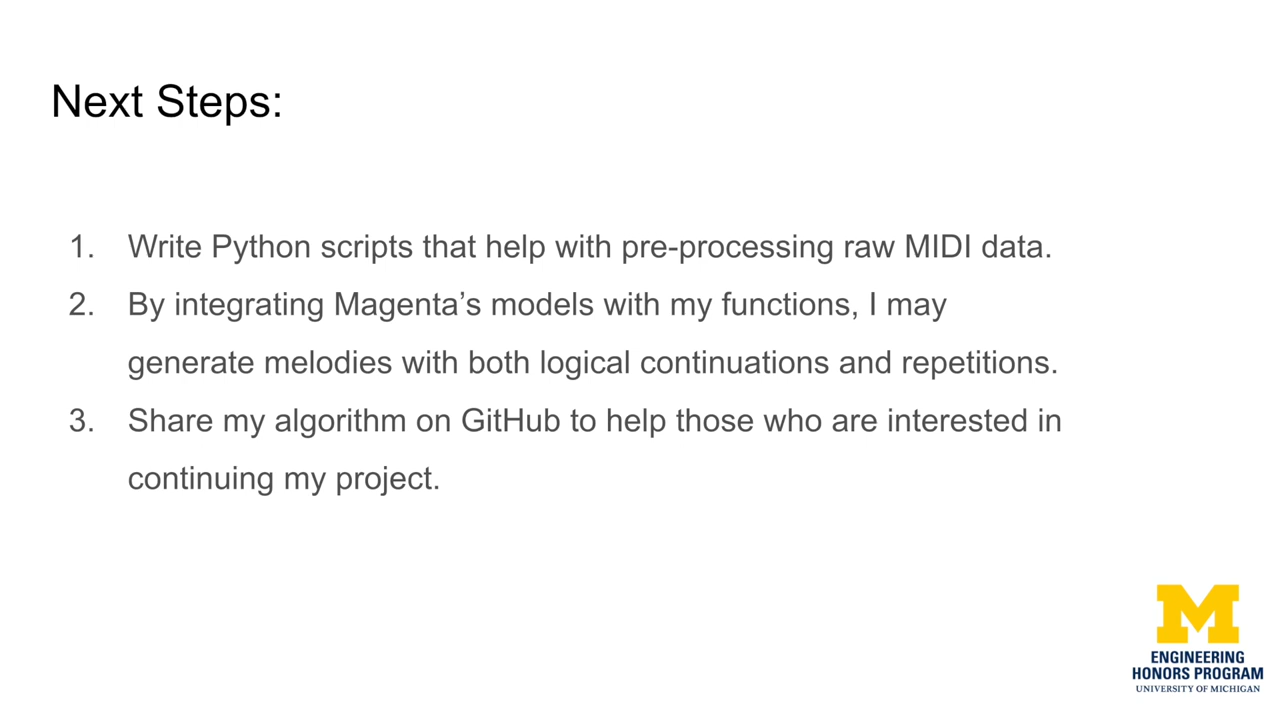 Next Steps:
1. Write Python scripts that help with pre-processing raw MIDI data.
2. By integrating Magenta’s models with my functions, I may
generate melodies with both logical continuations and repetitions.
3. Share my algorithm on GitHub to help those who are interested in
continuing my project.
M
ENGINEERING
HONORS PROGRAM
UNIVERSITY OF MICHIGAN